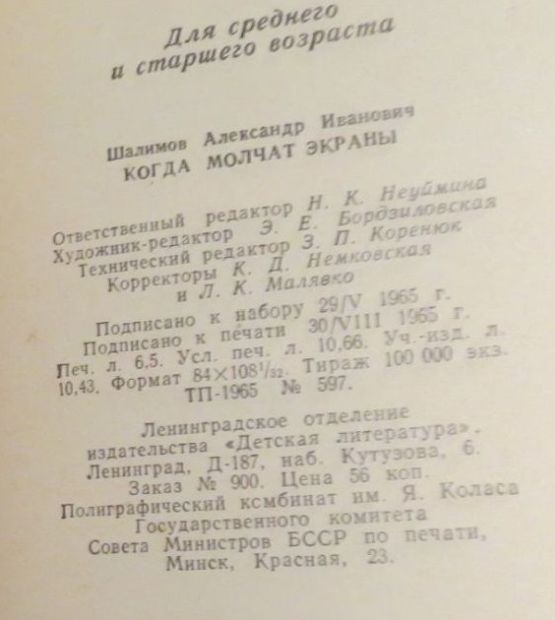 Для среднего
и старшего возраста
Шалимов Александр Иванович
КОГДА МОЛЧАТ ЭКРАНЫ
Ответственный редактор Н. К. Неуймина
Художник-редактор Э. Е. Бордзиловская
Технический редактор З. П. Коренюк
Корректоры К. Д. Немковская
и Л. К. Малявко
Подписано к набору 29/V 1965 г.
Подписано к печати 30/VIII 1965 г.
Печ. л. 6,5. Усл. печ. л. 10,66. Уч.-изд. л.
10,43. Формат 84×108¹/₃₂. Тираж 100 000 экз.
ТП-1965 № 597.
Ленинградское отделение
издательства «Детская литература».
Ленинград, Д-187, наб. Кутузова, 6.
Заказ № 900. Цена 56 коп.
Полиграфический ксмбинат им. Я. Коласа
Государственного комитета
Совета Министров БССР по печати,
Минск, Красная, 23.